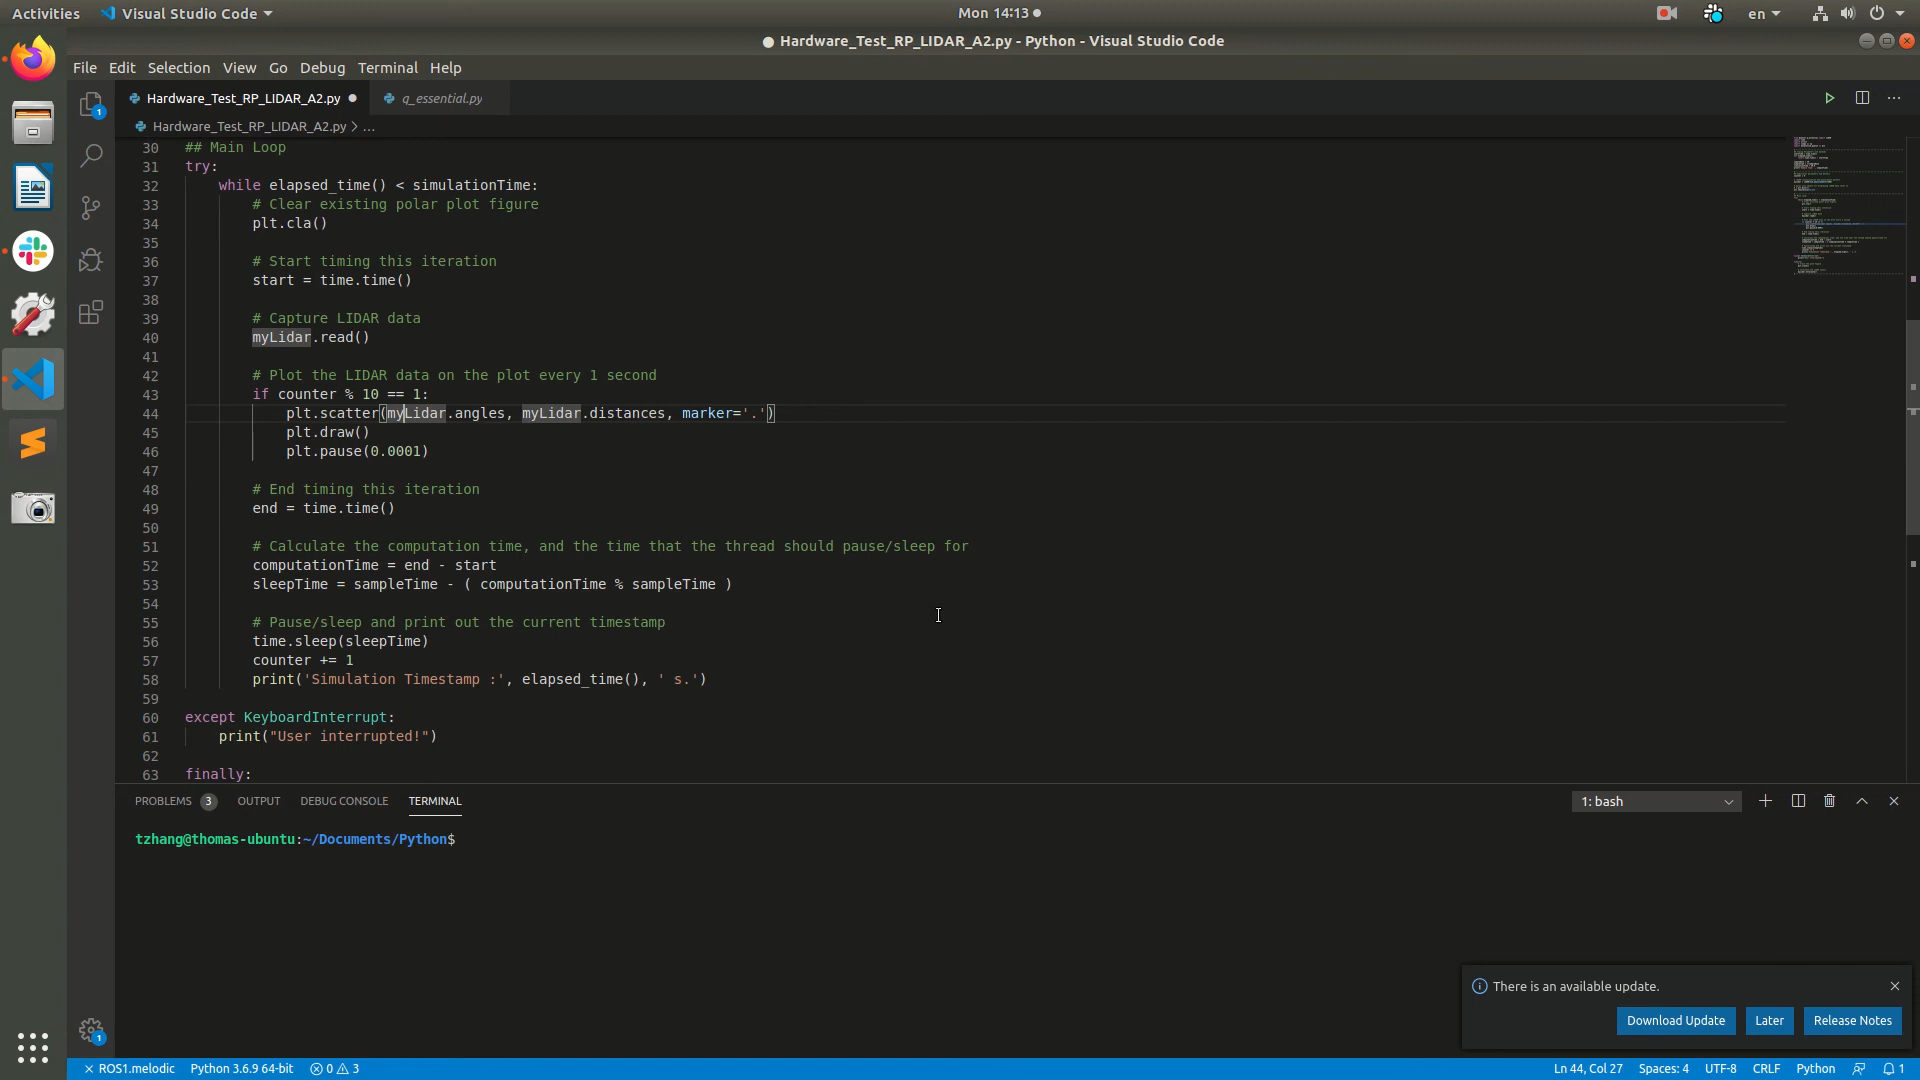 Activities
Visual Studio Code
Mon 14:13
en
● Hardware_Test_RP_LIDAR_A2.py - Python - Visual Studio Code
File Edit Selection View Go Debug Terminal Help
Hardware_Test_RP_LIDAR_A2.py
q_essential.py
Hardware_Test_RP_LIDAR_A2.py > ...
30 ## Main Loop
31 try:
32 while elapsed_time() < simulationTime:
33 # Clear existing polar plot figure
34 plt.cla()
35
36 # Start timing this iteration
37 start = time.time()
38
39 # Capture LIDAR data
40 myLidar.read()
41
42 # Plot the LIDAR data on the plot every 1 second
43 if counter % 10 == 1:
44 plt.scatter(myLidar.angles, myLidar.distances, marker='.')
45 plt.draw()
46 plt.pause(0.0001)
47
48 # End timing this iteration
49 end = time.time()
50
51 # Calculate the computation time, and the time that the thread should pause/sleep for
52 computationTime = end - start
53 sleepTime = sampleTime - ( computationTime % sampleTime )
54
55 # Pause/sleep and print out the current timestamp
56 time.sleep(sleepTime)
57 counter += 1
58 print('Simulation Timestamp :', elapsed_time(), ' s.')
59
60 except KeyboardInterrupt:
61 print("User interrupted!")
62
63 finally:
PROBLEMS 3 OUTPUT DEBUG CONSOLE TERMINAL
1: bash
tzhang@thomas-ubuntu:~/Documents/Python$
There is an available update.
Download Update Later Release Notes
1
1
ROS1.melodic Python 3.6.9 64-bit 0 3
Ln 44, Col 27 Spaces: 4 UTF-8 CRLF Python 1